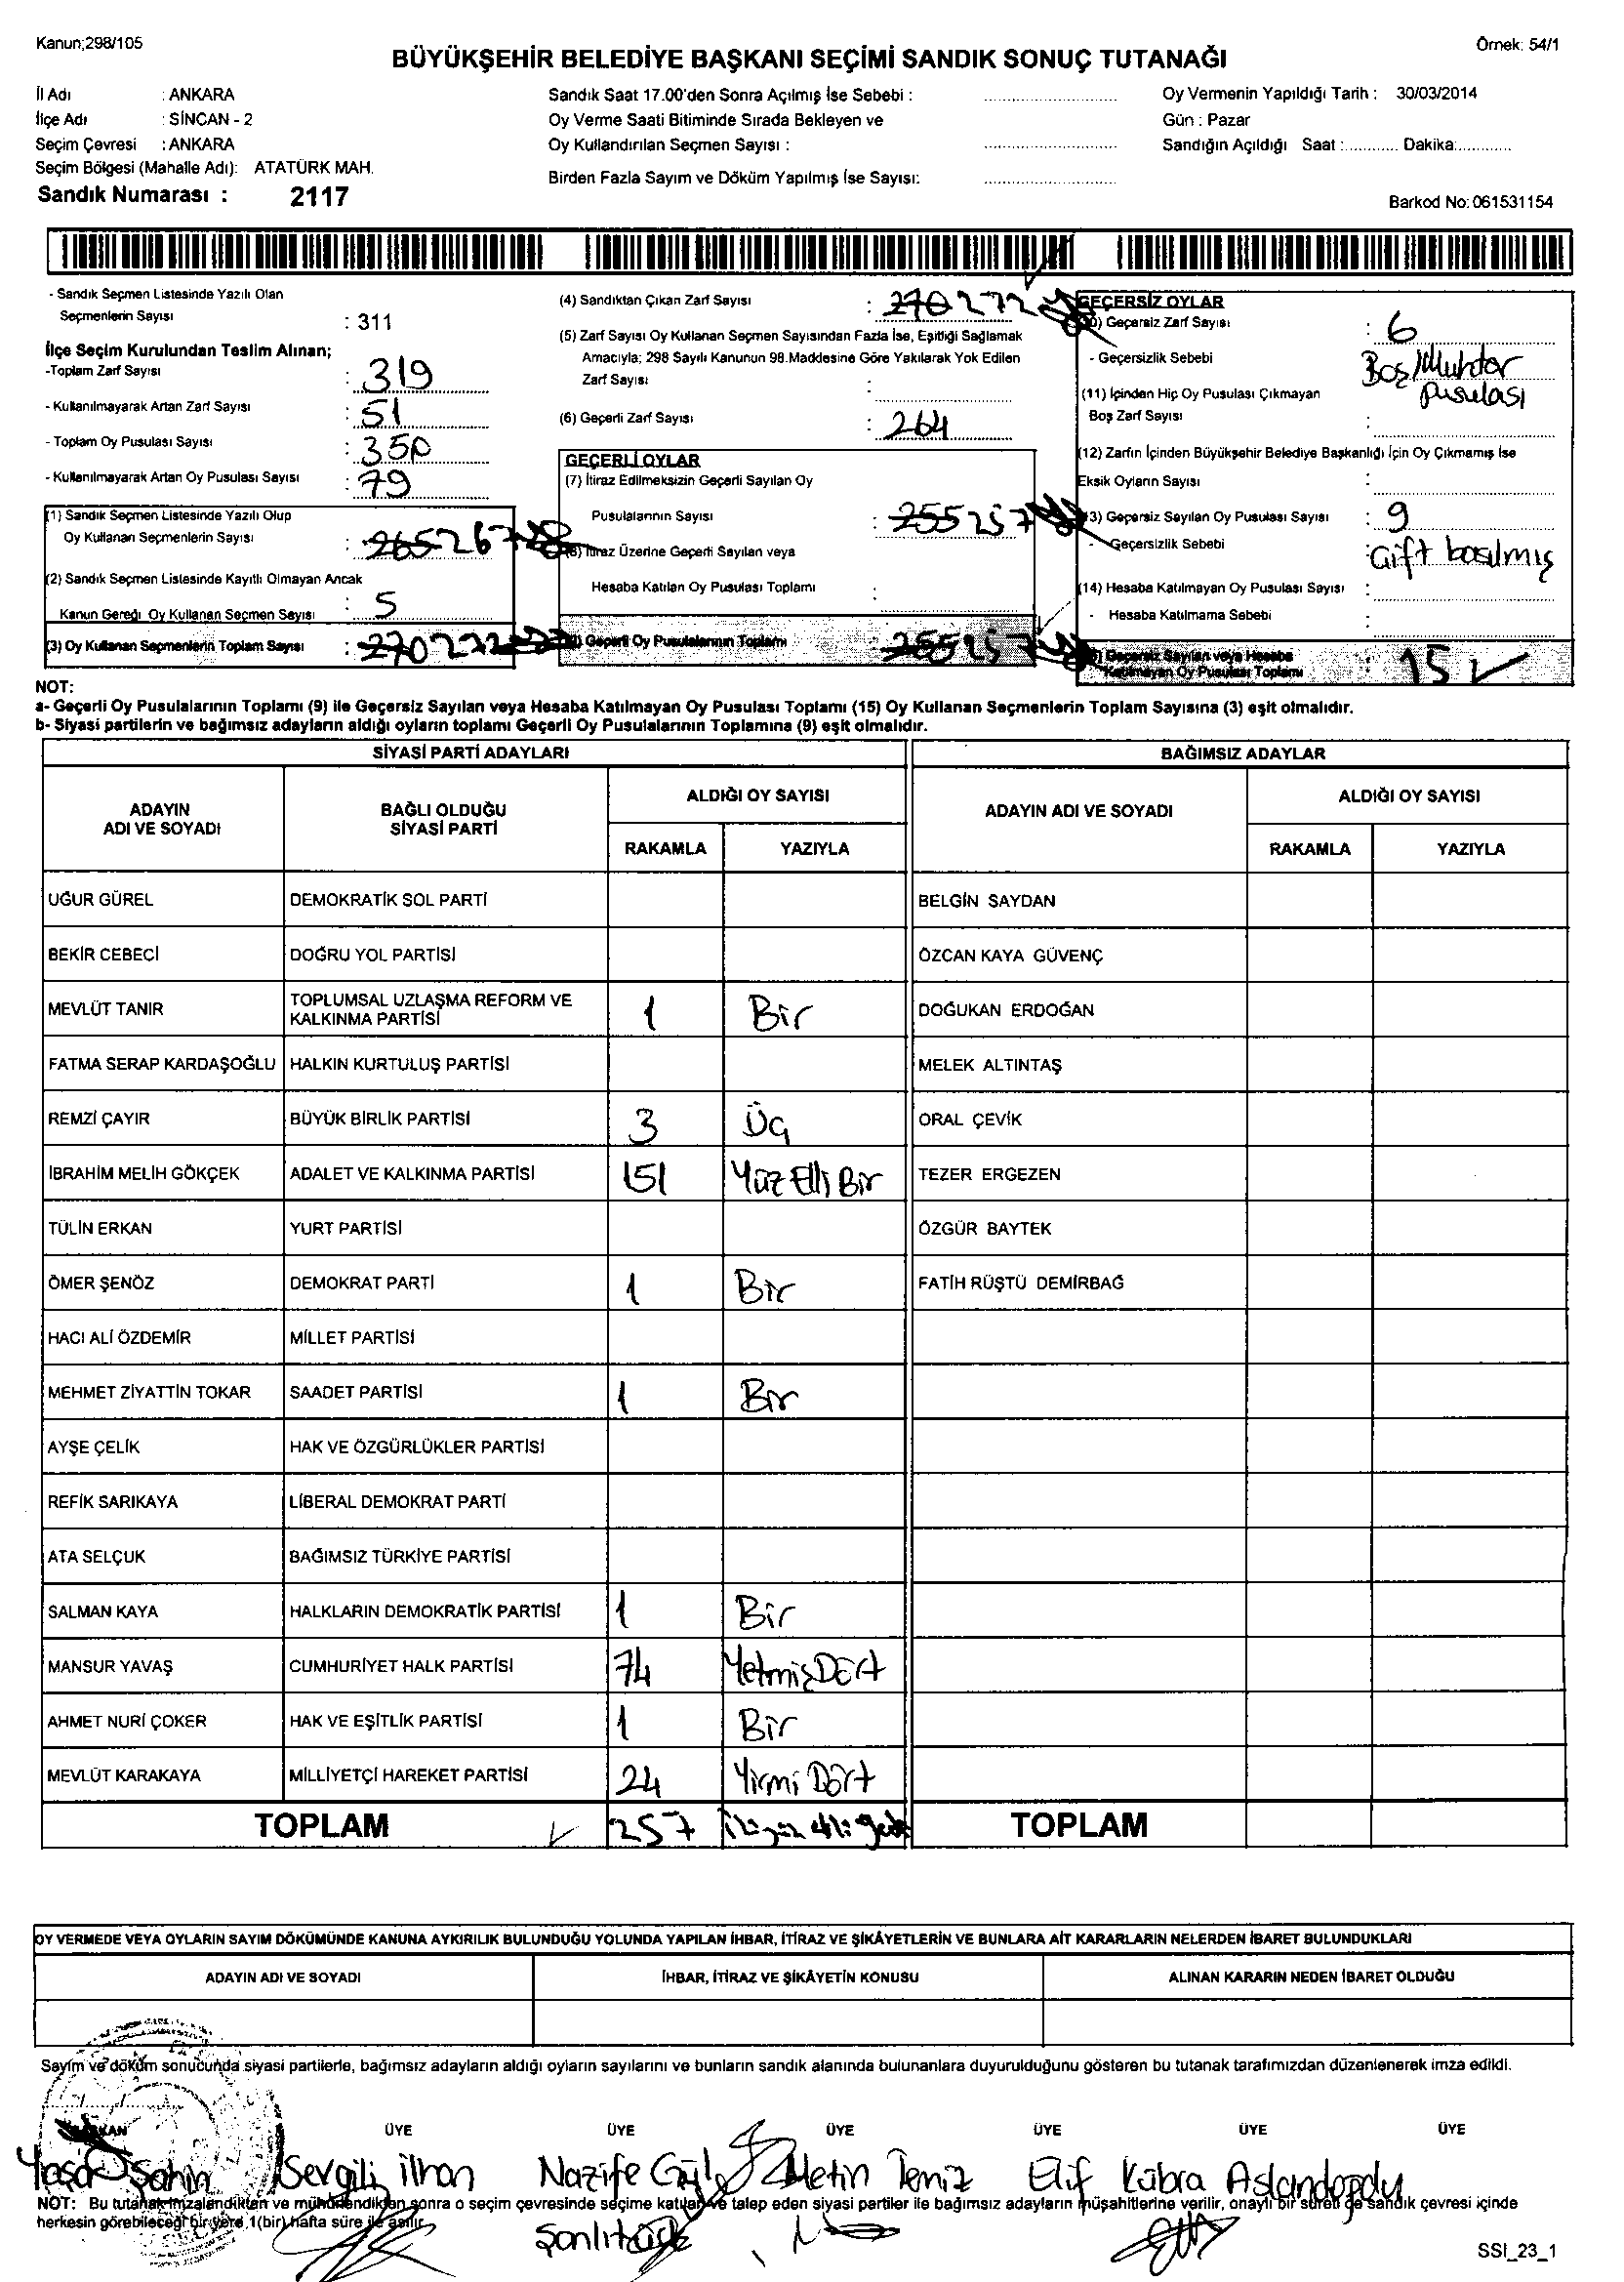 Kanun;298/105
Örnek: 54/1
BÜYÜKŞEHİR BELEDİYE BAŞKANI SEÇİMİ SANDIK SONUÇ TUTANAĞI
İl Adı : ANKARA
İlçe Adı : SİNCAN - 2
Seçim Çevresi : ANKARA
Seçim Bölgesi (Mahalle Adı): ATATÜRK MAH.
Sandık Numarası : 2117
Sandık Saat 17.00'den Sonra Açılmış İse Sebebi :
Oy Verme Saati Bitiminde Sırada Bekleyen ve
Oy Kullandırılan Seçmen Sayısı :
Birden Fazla Sayım ve Döküm Yapılmış İse Sayısı:
Oy Vermenin Yapıldığı Tarih : 30/03/2014
Gün : Pazar
Sandığın Açıldığı Saat :............ Dakika:............
Barkod No: 061531154
- Sandık Seçmen Listesinde Yazılı Olan
Seçmenlerin Sayısı : 311
İlçe Seçim Kurulundan Teslim Alınan;
-Toplam Zarf Sayısı : 319
- Kullanılmayarak Artan Zarf Sayısı : 51
- Toplam Oy Pusulası Sayısı : 350
- Kullanılmayarak Artan Oy Pusulası Sayısı : 79
(1) Sandık Seçmen Listesinde Yazılı Olup
Oy Kullanan Seçmenlerin Sayısı : 265 267
(2) Sandık Seçmen Listesinde Kayıtlı Olmayan Ancak
Kanun Gereği Oy Kullanan Seçmen Sayısı : 5
(3) Oy Kullanan Seçmenlerin Toplam Sayısı : 270 272
(4) Sandıktan Çıkan Zarf Sayısı : 270 272
(5) Zarf Sayısı Oy Kullanan Seçmen Sayısından Fazla İse, Eşitliği Sağlamak
Amacıyla; 298 Sayılı Kanunun 98.Maddesine Göre Yakılarak Yok Edilen
Zarf Sayısı :
(6) Geçerli Zarf Sayısı : 264
GEÇERLİ OYLAR
(7) İtiraz Edilmeksizin Geçerli Sayılan Oy
Pusulalarının Sayısı : 255 257
(8) İtiraz Üzerine Geçerli Sayılan veya
Hesaba Katılan Oy Pusulası Toplamı :
(9) Geçerli Oy Pusulalarının Toplamı : 255 257
GEÇERSİZ OYLAR
(10) Geçersiz Zarf Sayısı : 6
- Geçersizlik Sebebi Boş/Muhtar
pusulası
(11) İçinden Hiç Oy Pusulası Çıkmayan
Boş Zarf Sayısı :
(12) Zarfın İçinden Büyükşehir Belediye Başkanlığı İçin Oy Çıkmamış İse
Eksik Oyların Sayısı :
(13) Geçersiz Sayılan Oy Pusulası Sayısı : 9
- Geçersizlik Sebebi : Çift basılmış
(14) Hesaba Katılmayan Oy Pusulası Sayısı :
- Hesaba Katılmama Sebebi :
(15) Geçersiz Sayılan veya Hesaba
Katılmayan Oy Pusulası Toplamı : 15
NOT:
a- Geçerli Oy Pusulalarının Toplamı (9) ile Geçersiz Sayılan veya Hesaba Katılmayan Oy Pusulası Toplamı (15) Oy Kullanan Seçmenlerin Toplam Sayısına (3) eşit olmalıdır.
b- Siyasi partilerin ve bağımsız adayların aldığı oyların toplamı Geçerli Oy Pusulalarının Toplamına (9) eşit olmalıdır.
SİYASİ PARTİ ADAYLARI BAĞIMSIZ ADAYLAR
ADAYIN ADI VE SOYADI BAĞLI OLDUĞU SİYASİ PARTİ ALDIĞI OY SAYISI ADAYIN ADI VE SOYADI ALDIĞI OY SAYISI
RAKAMLA YAZIYLA RAKAMLA YAZIYLA
UĞUR GÜREL DEMOKRATİK SOL PARTİ BELGİN SAYDAN
BEKİR CEBECİ DOĞRU YOL PARTİSİ ÖZCAN KAYA GÜVENÇ
MEVLÜT TANIR TOPLUMSAL UZLAŞMA REFORM VE KALKINMA PARTİSİ 1 Bir DOĞUKAN ERDOĞAN
FATMA SERAP KARDAŞOĞLU HALKIN KURTULUŞ PARTİSİ MELEK ALTINTAŞ
REMZİ ÇAYIR BÜYÜK BİRLİK PARTİSİ 3 Üç ORAL ÇEVİK
İBRAHİM MELİH GÖKÇEK ADALET VE KALKINMA PARTİSİ 151 Yüz Elli Bir TEZER ERGEZEN
TÜLİN ERKAN YURT PARTİSİ ÖZGÜR BAYTEK
ÖMER ŞENÖZ DEMOKRAT PARTİ 1 Bir FATİH RÜŞTÜ DEMİRBAĞ
HACI ALİ ÖZDEMİR MİLLET PARTİSİ
MEHMET ZİYATTİN TOKAR SAADET PARTİSİ 1 Bir
AYŞE ÇELİK HAK VE ÖZGÜRLÜKLER PARTİSİ
REFİK SARIKAYA LİBERAL DEMOKRAT PARTİ
ATA SELÇUK BAĞIMSIZ TÜRKİYE PARTİSİ
SALMAN KAYA HALKLARIN DEMOKRATİK PARTİSİ 1 Bir
MANSUR YAVAŞ CUMHURİYET HALK PARTİSİ 74 Yetmiş Dört
AHMET NURİ ÇOKER HAK VE EŞİTLİK PARTİSİ 1 Bir
MEVLÜT KARAKAYA MİLLİYETÇİ HAREKET PARTİSİ 24 Yirmi Dört
TOPLAM 257 ikiyüz elli yedi TOPLAM
OY VERMEDE VEYA OYLARIN SAYIM DÖKÜMÜNDE KANUNA AYKIRILIK BULUNDUĞU YOLUNDA YAPILAN İHBAR, İTİRAZ VE ŞİKÂYETLERİN VE BUNLARA AİT KARARLARIN NELERDEN İBARET BULUNDUKLARI
ADAYIN ADI VE SOYADI İHBAR, İTİRAZ VE ŞİKÂYETİN KONUSU ALINAN KARARIN NEDEN İBARET OLDUĞU
Sayım ve döküm sonucunda siyasi partilerle, bağımsız adayların aldığı oyların sayılarını ve bunların sandık alanında bulunanlara duyurulduğunu gösteren bu tutanak tarafımızdan düzenlenerek imza edildi.
BAŞKAN ÜYE ÜYE ÜYE ÜYE ÜYE ÜYE
Yaşar Şahin Sevgili ilhan Nazife Metin Temiz Elif Kübra Aslandoğdu
NOT: Bu tutanak imzalandıktan ve mühürlendikten sonra o seçim çevresinde seçime katılan ve talep eden siyasi partiler ile bağımsız adayların müşahitlerine verilir, onaylı bir sureti de sandık çevresi içinde
herkesin görebileceği bir yere 1(bir) hafta süre ile asılır.
SSI_23_1